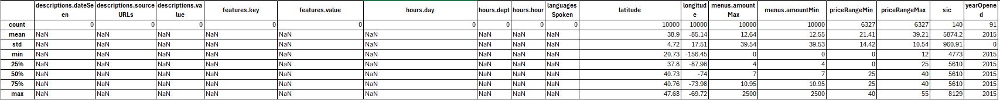 descriptions.dateSeen descriptions.sourceURLs descriptions.value features.key features.value hours.day hours.dept hours.hour languagesSpoken latitude longitude menus.amountMax menus.amountMin priceRangeMin priceRangeMax sic yearOpened
count 0 0 0 0 0 0 0 0 0 10000 10000 10000 10000 6327 6327 140 91
mean NaN NaN NaN NaN NaN NaN NaN NaN NaN 38.9 -85.14 12.64 12.55 21.41 39.21 5874.2 2015
std NaN NaN NaN NaN NaN NaN NaN NaN NaN 4.72 17.51 39.54 39.53 14.42 10.54 960.91 0
min NaN NaN NaN NaN NaN NaN NaN NaN NaN 20.73 -156.45 0 0 0 12 4773 2015
25% NaN NaN NaN NaN NaN NaN NaN NaN NaN 37.8 -87.98 4 4 0 25 5610 2015
50% NaN NaN NaN NaN NaN NaN NaN NaN NaN 40.73 -74 7 7 25 40 5610 2015
75% NaN NaN NaN NaN NaN NaN NaN NaN NaN 40.76 -73.98 10.95 10.95 25 40 5610 2015
max NaN NaN NaN NaN NaN NaN NaN NaN NaN 47.68 -69.72 2500 2500 40 55 8129 2015